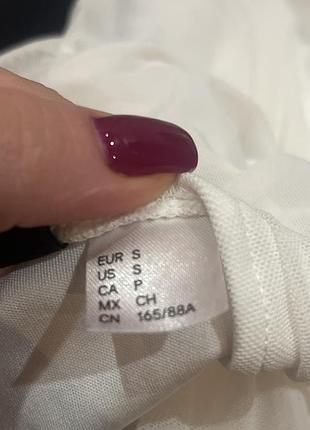 EUR S
US S
CA P
MX CH
CN 165/88A